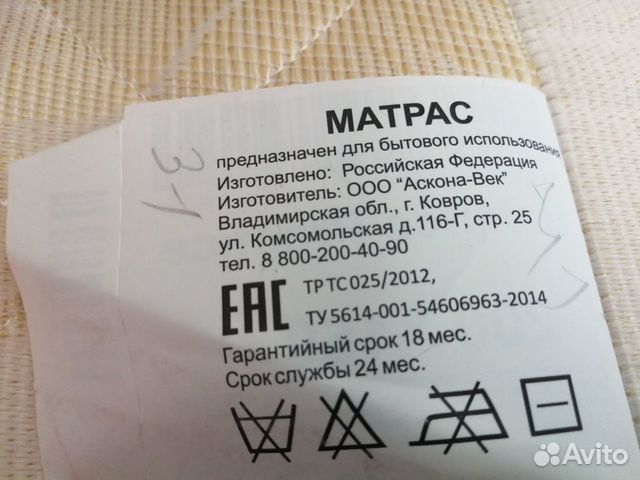 МАТРАС
предназначен для бытового использования
Изготовлено: Российская Федерация
Изготовитель: ООО "Аскона-Век"
Владимирская обл., г. Ковров,
ул. Комсомольская д.116-Г, стр. 25
тел. 8 800-200-40-90
ЕАС ТР ТС 025/2012,
ТУ 5614-001-54606963-2014
Гарантийный срок 18 мес.
Срок службы 24 мес.
31
Avito